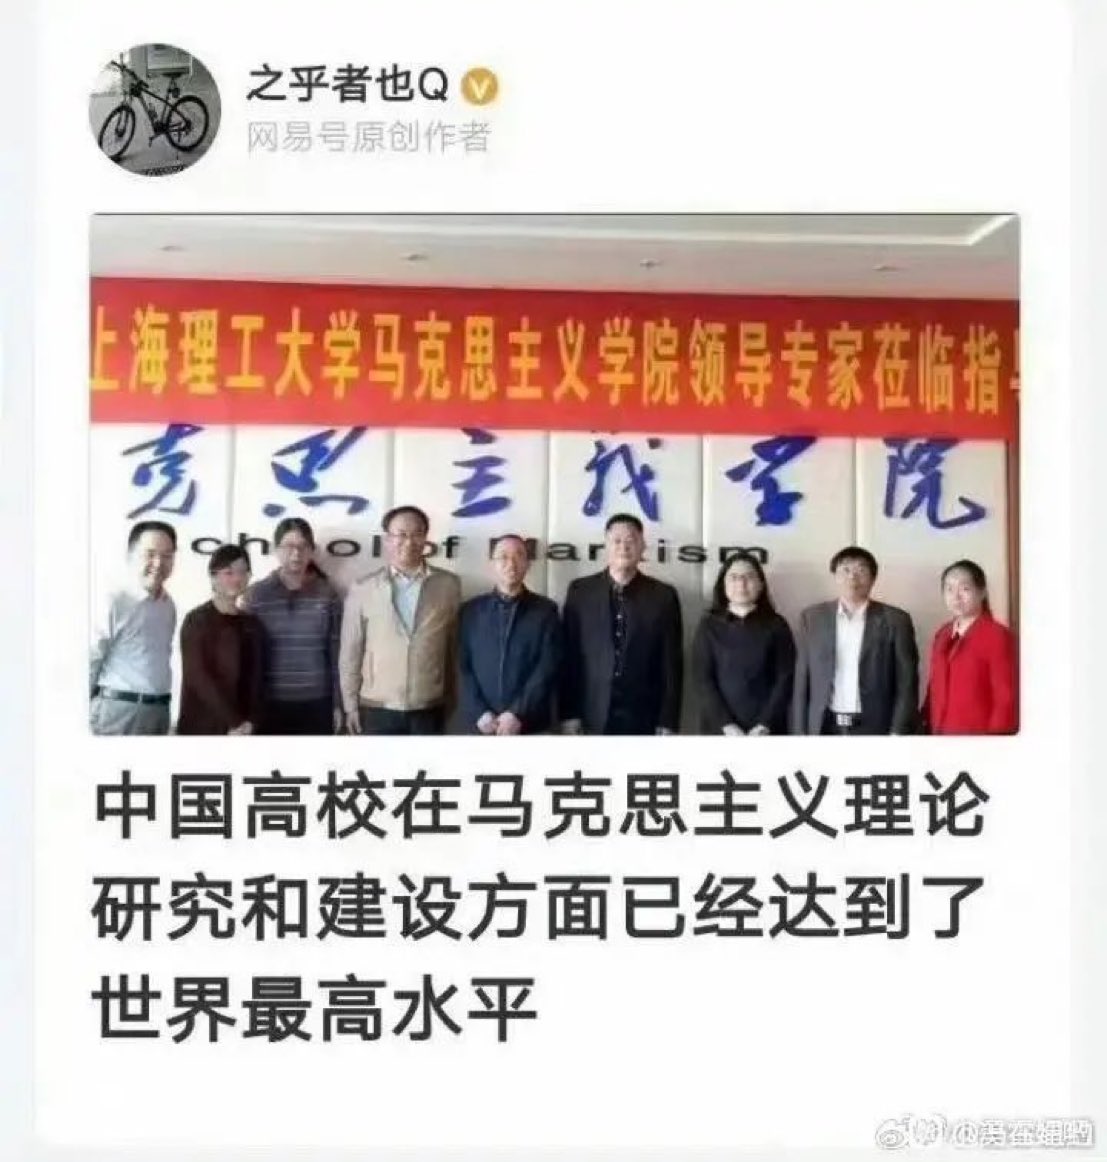 之乎者也Q
网易号原创作者
上海理工大学马克思主义学院领导专家莅临指导
克思主义学院
School of Marxism
中国高校在马克思主义理论
研究和建设方面已经达到了
世界最高水平